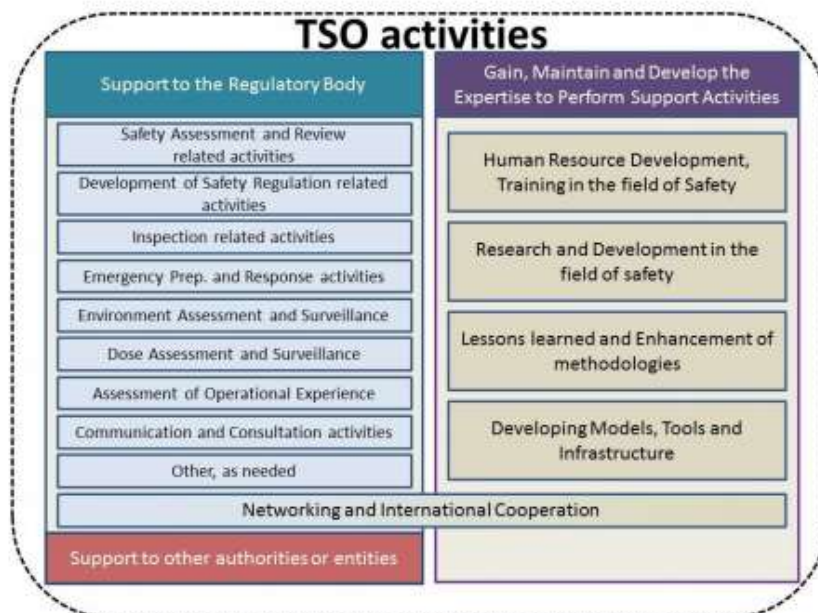 TSO activities
Support to the Regulatory Body
Safety Assessment and Review
related activities
Development of Safety Regulation related
activities
Inspection related activities
Emergency Prep. and Response activities
Environment Assessment and Surveillance
Dose Assessment and Surveillance
Assessment of Operational Experience
Communication and Consultation activities
Other, as needed
Gain, Maintain and Develop the
Expertise to Perform Support Activities
Human Resource Development,
Training in the field of Safety
Research and Development in the
field of safety
Lessons learned and Enhancement of
methodologies
Developing Models, Tools and
Infrastructure
Networking and International Cooperation
Support to other authorities or entities